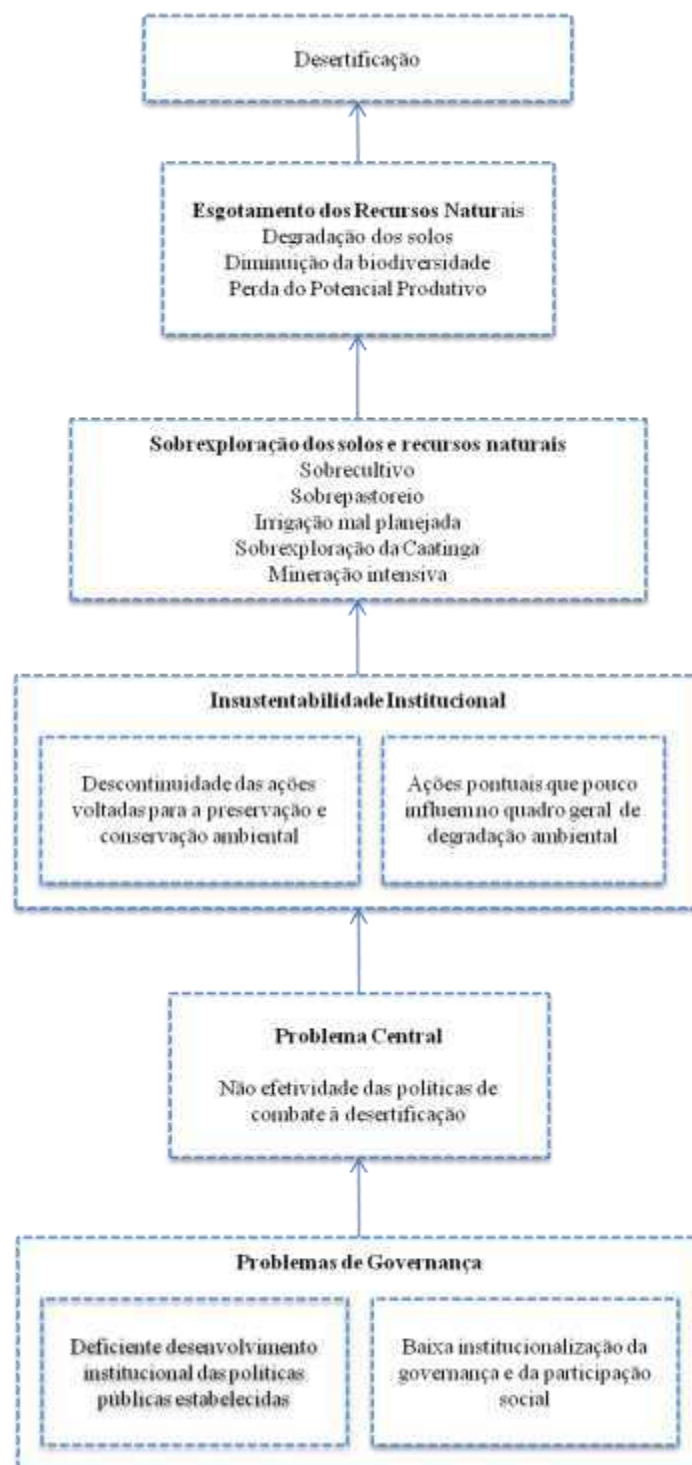 Desertificação
Esgotamento dos Recursos Naturais
Degradação dos solos
Diminuição da biodiversidade
Perda do Potencial Produtivo
Sobrexploração dos solos e recursos naturais
Sobrecultivo
Sobrepastoreio
Irrigação mal planejada
Sobrexploração da Caatinga
Mineração intensiva
Insustentabilidade Institucional
Descontinuidade das ações
voltadas para a preservação e
conservação ambiental
Ações pontuais que pouco
influem no quadro geral de
degradação ambiental
Problema Central
Não efetividade das políticas de
combate à desertificação
Problemas de Governança
Deficiente desenvolvimento
institucional das políticas
públicas estabelecidas
Baixa institucionalização da
governança e da participação
social